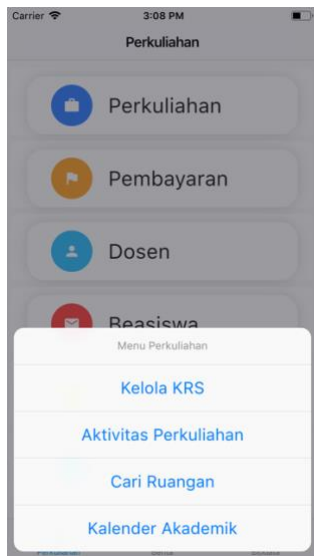 Carrier 3:08 PM
Perkuliahan
Perkuliahan
Pembayaran
Dosen
Beasiswa
Menu Perkuliahan
Kelola KRS
Aktivitas Perkuliahan
Cari Ruangan
Kalender Akademik